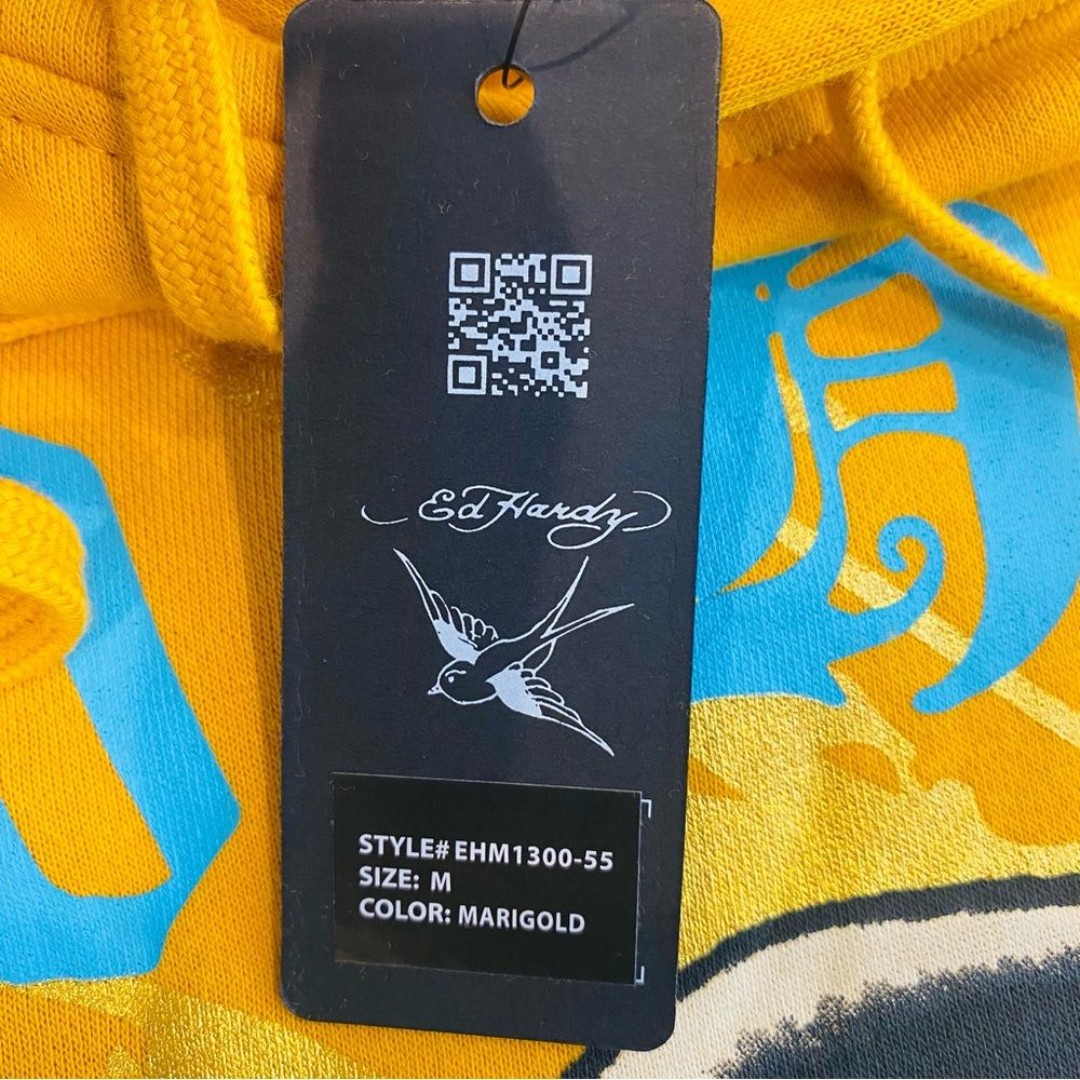 Ed Hardy
STYLE# EHM1300-55
SIZE: M
COLOR: MARIGOLD